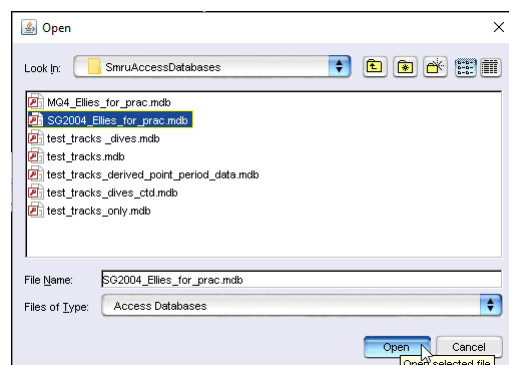 Open
Look In: SmruAccessDatabases
MQ4_Ellies_for_prac.mdb
SG2004_Ellies_for_prac.mdb
test_tracks _dives.mdb
test_tracks.mdb
test_tracks_derived_point_period_data.mdb
test_tracks_dives_ctd.mdb
test_tracks_only.mdb
File Name: SG2004_Ellies_for_prac.mdb
Files of Type: Access Databases
Open Cancel
Open selected file